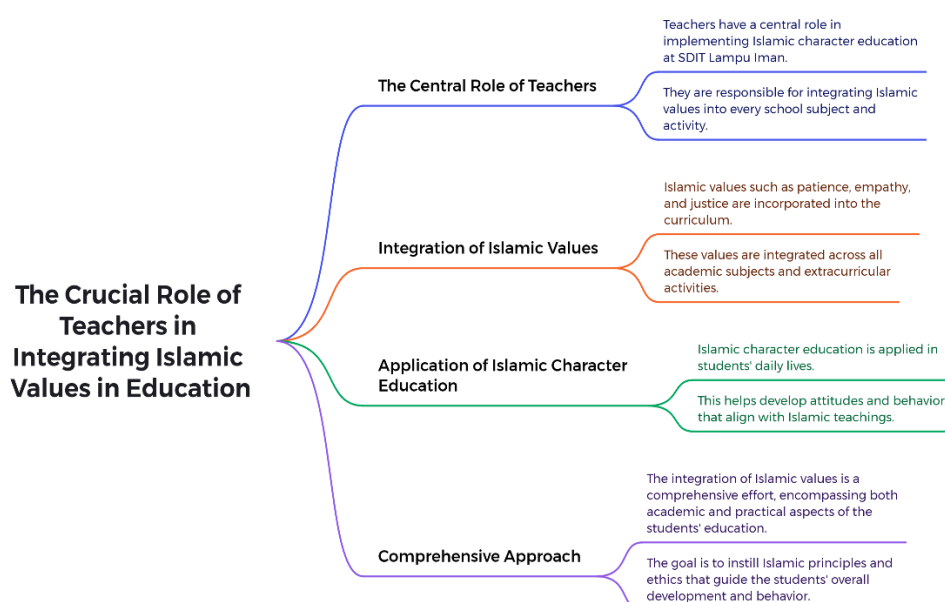 The Crucial Role of
Teachers in
Integrating Islamic
Values in Education
The Central Role of Teachers
Teachers have a central role in
implementing Islamic character education
at SDIT Lampu Iman.
They are responsible for integrating Islamic
values into every school subject and
activity.
Integration of Islamic Values
Islamic values such as patience, empathy,
and justice are incorporated into the
curriculum.
These values are integrated across all
academic subjects and extracurricular
activities.
Application of Islamic Character
Education
Islamic character education is applied in
students' daily lives.
This helps develop attitudes and behavior
that align with Islamic teachings.
Comprehensive Approach
The integration of Islamic values is a
comprehensive effort, encompassing both
academic and practical aspects of the
students' education.
The goal is to instill Islamic principles and
ethics that guide the students' overall
development and behavior.